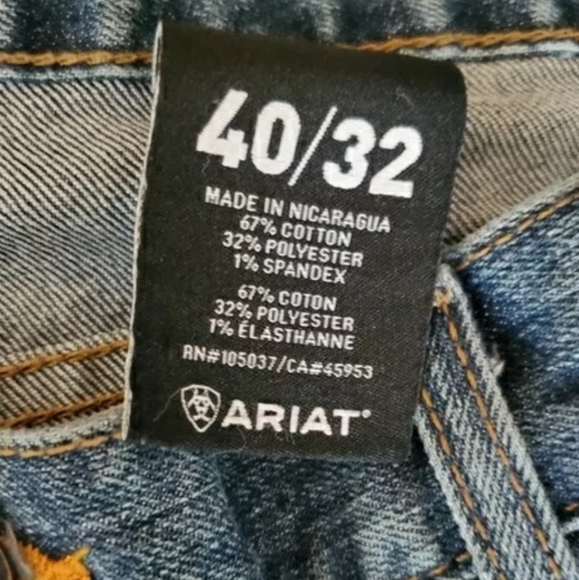 40/32
MADE IN NICARAGUA
67% COTTON
32% POLYESTER
1% SPANDEX
67% COTON
32% POLYESTER
1% ÉLASTHANNE
RN#105037/CA#45953
ARIAT®